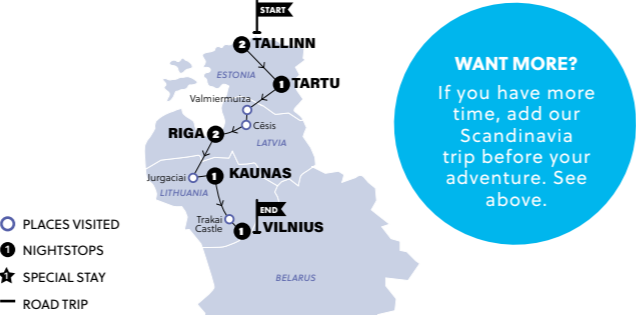 START
2 TALLINN
ESTONIA
1 TARTU
Valmiermuiza
Cēsis
RIGA 2
LATVIA
Jurgaiciai
1 KAUNAS
LITHUANIA
Trakai
Castle
END
1 VILNIUS
BELARUS
PLACES VISITED
1 NIGHTSTOPS
1 SPECIAL STAY
ROAD TRIP
WANT MORE?
If you have more
time, add our
Scandinavia
trip before your
adventure. See
above.